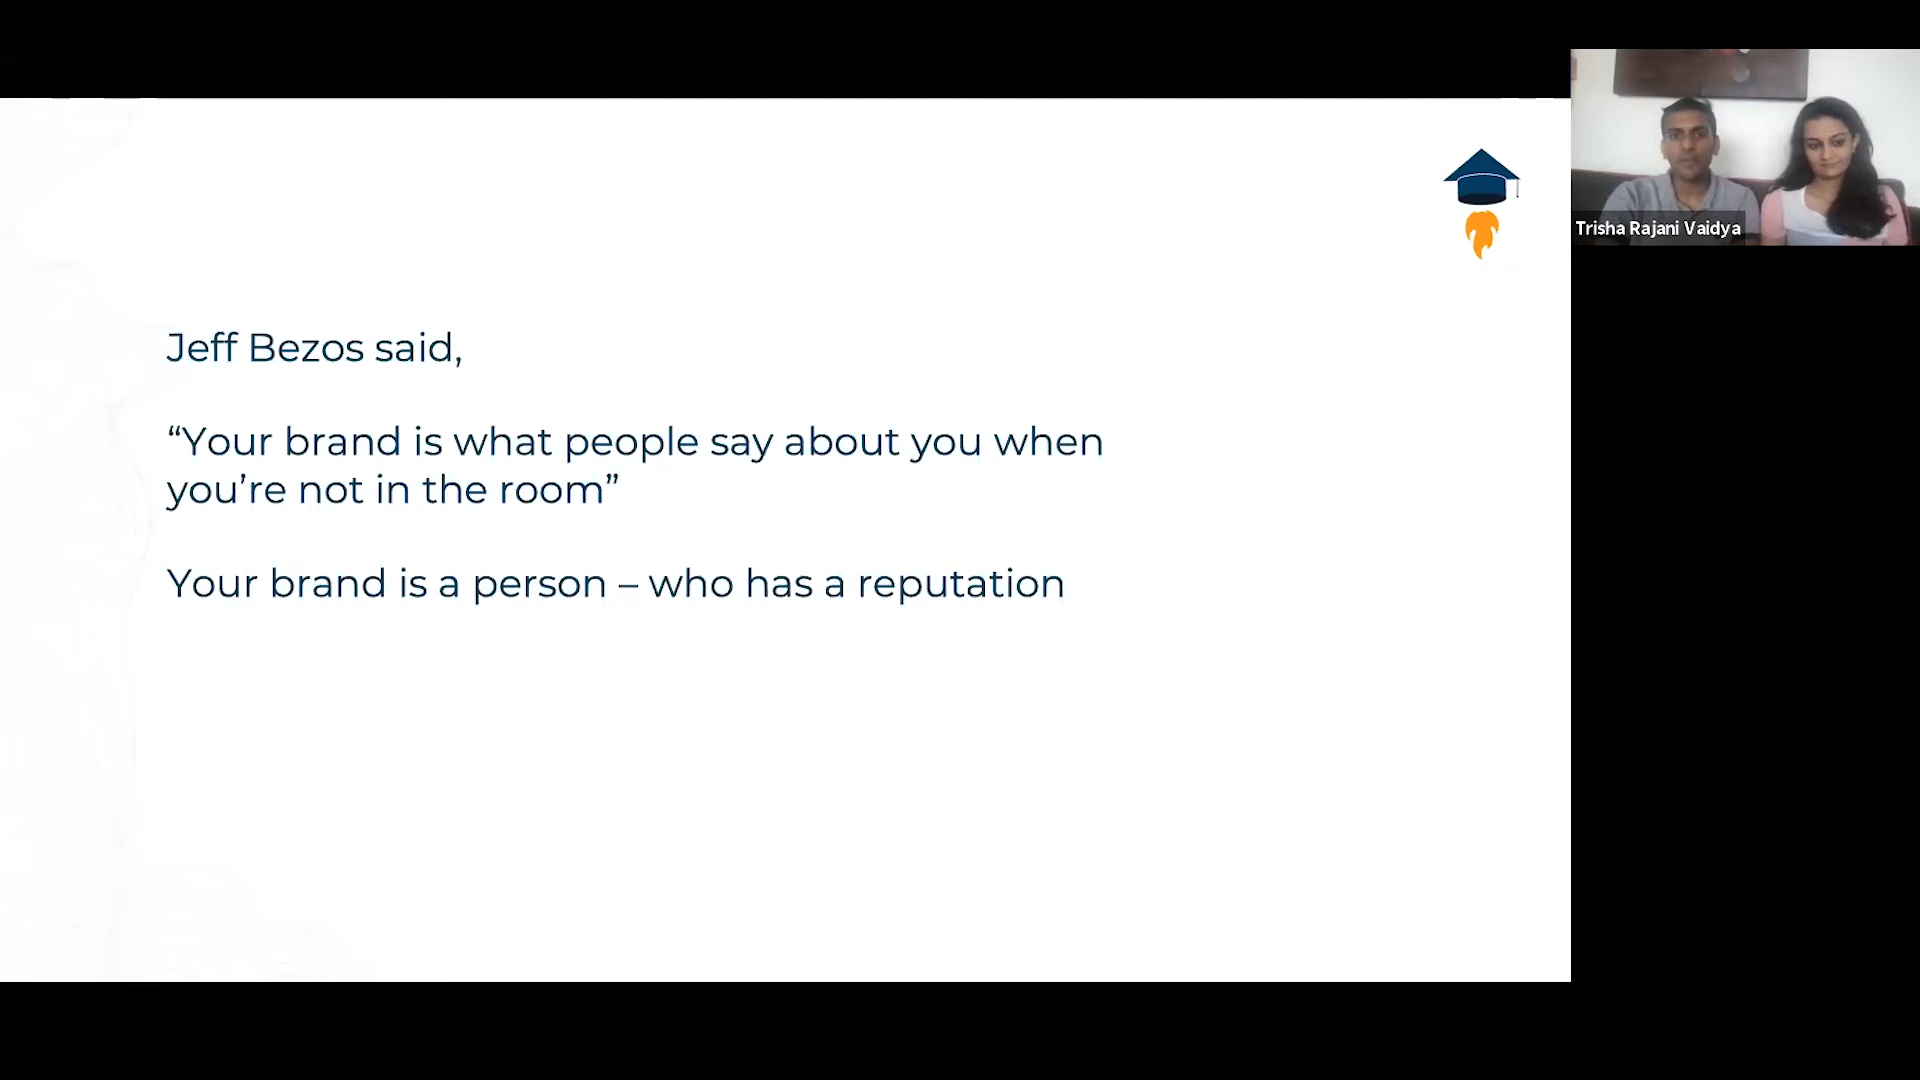 Jeff Bezos said,
“Your brand is what people say about you when
you’re not in the room”
Your brand is a person – who has a reputation
Trisha Rajani Vaidya